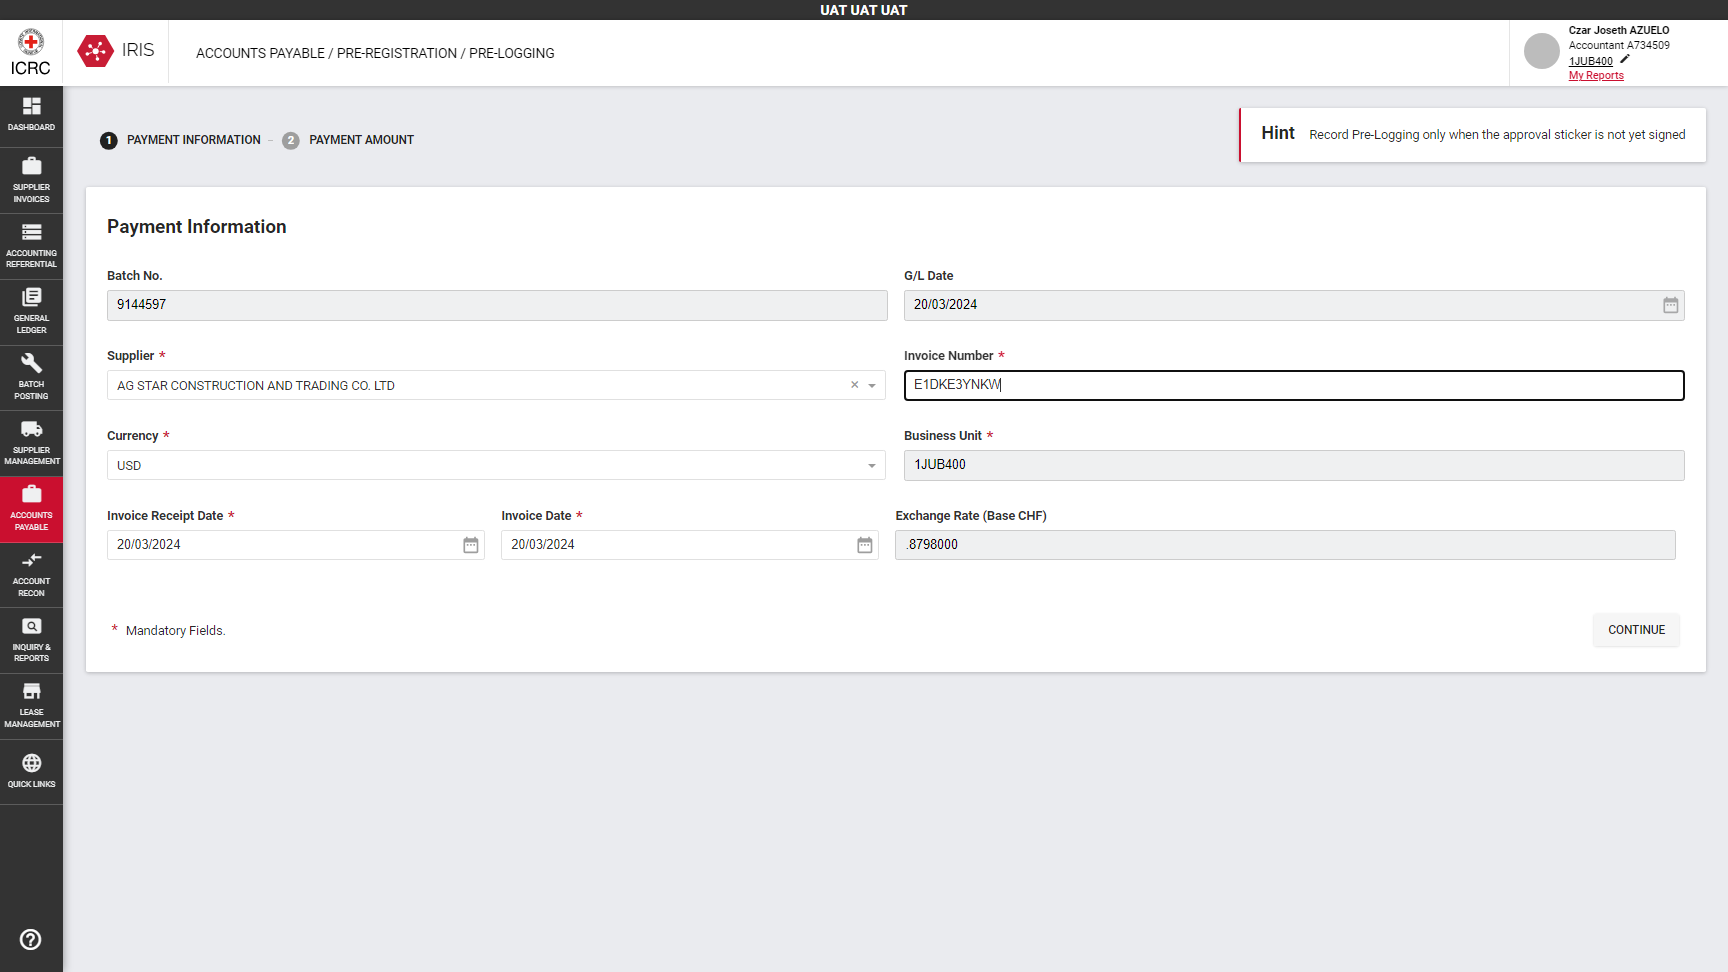 UAT UAT UAT
ICRC
IRIS
ACCOUNTS PAYABLE / PRE-REGISTRATION / PRE-LOGGING
Czar Joseth AZUELO
Accountant A734509
1JUB400
My Reports
DASHBOARD
SUPPLIER
INVOICES
ACCOUNTING
REFERENTIAL
GENERAL
LEDGER
BATCH
POSTING
SUPPLIER
MANAGEMENT
ACCOUNTS
PAYABLE
ACCOUNT
RECON
INQUIRY &
REPORTS
LEASE
MANAGEMENT
QUICK LINKS
1 PAYMENT INFORMATION – 2 PAYMENT AMOUNT
Hint Record Pre-Logging only when the approval sticker is not yet signed
Payment Information
Batch No.
9144597
G/L Date
20/03/2024
Supplier *
AG STAR CONSTRUCTION AND TRADING CO. LTD
Invoice Number *
E1DKE3YNKW
Currency *
USD
Business Unit *
1JUB400
Invoice Receipt Date *
20/03/2024
Invoice Date *
20/03/2024
Exchange Rate (Base CHF)
.8798000
* Mandatory Fields.
CONTINUE